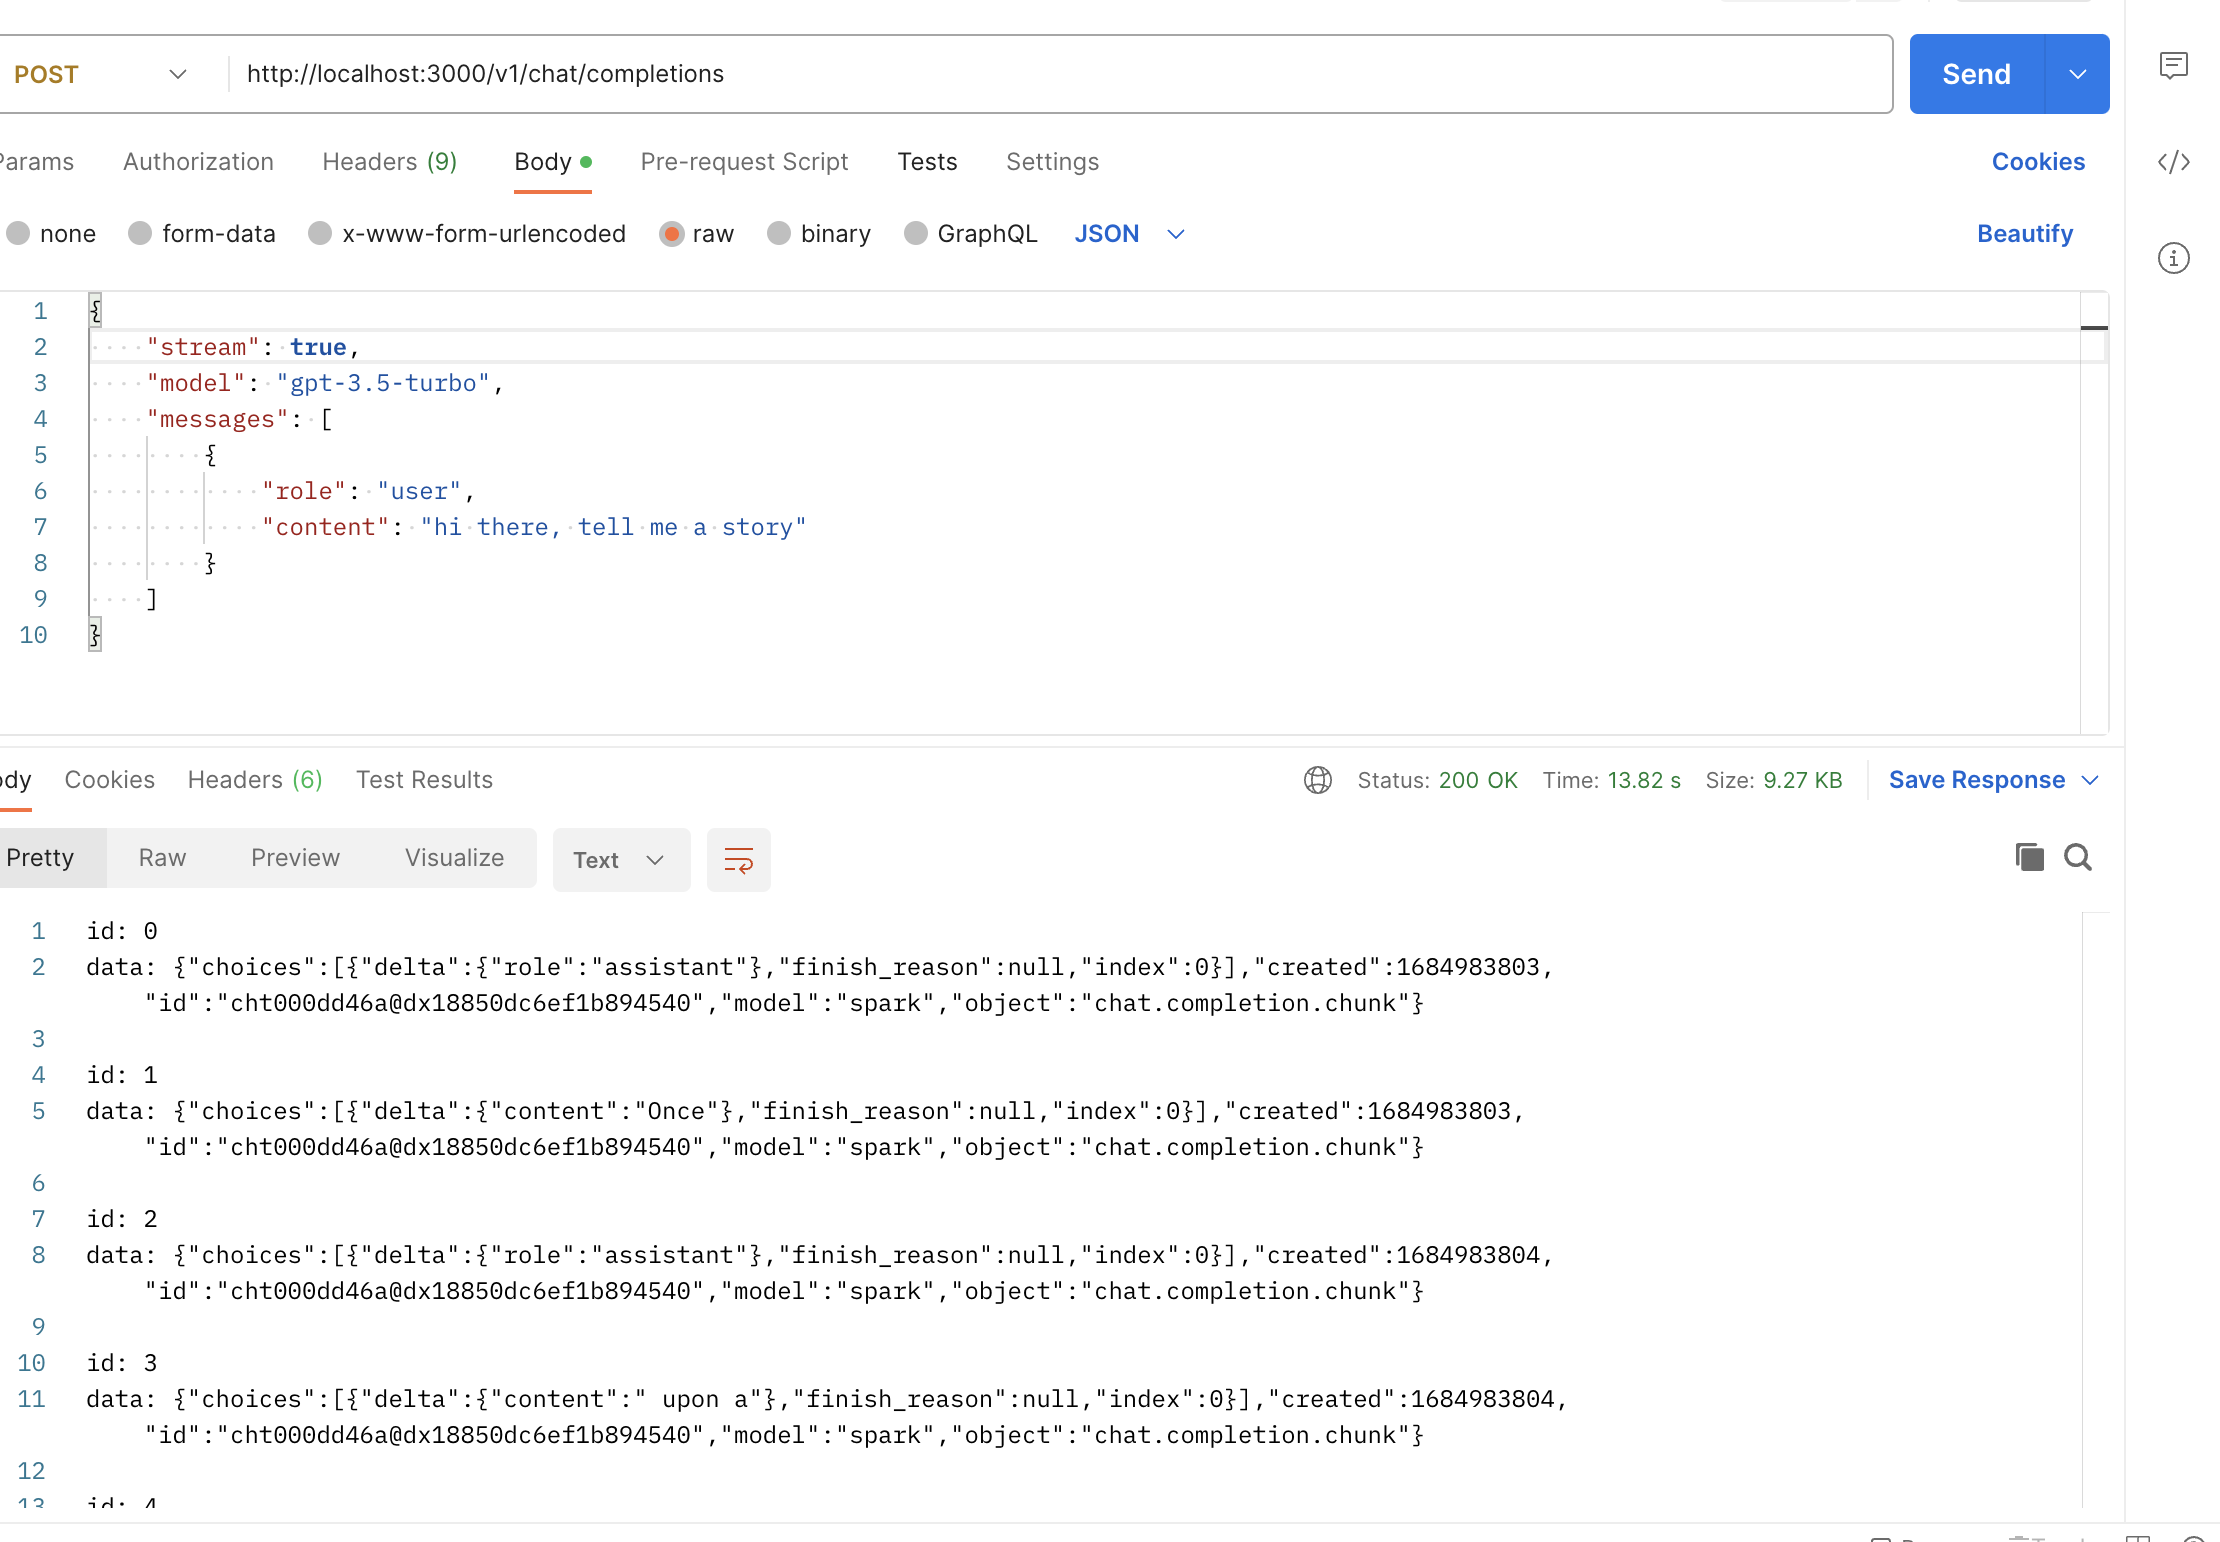 POST http://localhost:3000/v1/chat/completions Send
Params Authorization Headers (9) Body Pre-request Script Tests Settings Cookies
none form-data x-www-form-urlencoded raw binary GraphQL JSON Beautify
1 {
2 "stream": true,
3 "model": "gpt-3.5-turbo",
4 "messages": [
5 {
6 "role": "user",
7 "content": "hi there, tell me a story"
8 }
9 ]
10 }
ody Cookies Headers (6) Test Results Status: 200 OK Time: 13.82 s Size: 9.27 KB Save Response
Pretty Raw Preview Visualize Text
1 id: 0
2 data: {"choices":[{"delta":{"role":"assistant"},"finish_reason":null,"index":0}],"created":1684983803,
"id":"cht000dd46a@dx18850dc6ef1b894540","model":"spark","object":"chat.completion.chunk"}
3
4 id: 1
5 data: {"choices":[{"delta":{"content":"Once"},"finish_reason":null,"index":0}],"created":1684983803,
"id":"cht000dd46a@dx18850dc6ef1b894540","model":"spark","object":"chat.completion.chunk"}
6
7 id: 2
8 data: {"choices":[{"delta":{"role":"assistant"},"finish_reason":null,"index":0}],"created":1684983804,
"id":"cht000dd46a@dx18850dc6ef1b894540","model":"spark","object":"chat.completion.chunk"}
9
10 id: 3
11 data: {"choices":[{"delta":{"content":" upon a"},"finish_reason":null,"index":0}],"created":1684983804,
"id":"cht000dd46a@dx18850dc6ef1b894540","model":"spark","object":"chat.completion.chunk"}
12
13 id: 4